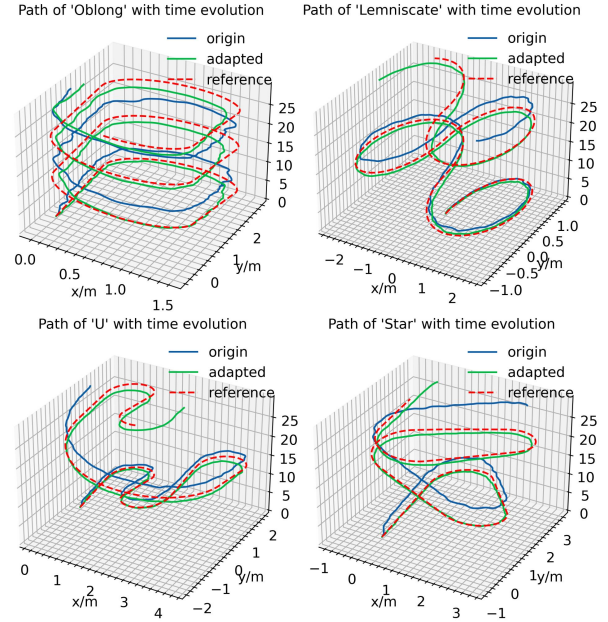 Path of 'Oblong' with time evolution
origin
adapted
reference
25
20
15
10
5
0
0.0
0.5
1.0
1.5
x/m
0
1
2
y/m
Path of 'Lemniscate' with time evolution
origin
adapted
reference
25
20
15
10
5
0
−2
−1
0
1
2
x/m
−1.0
−0.5
0.0
0.5
1.0
y/m
Path of 'U' with time evolution
origin
adapted
reference
25
20
15
10
5
0
0
1
2
3
4
x/m
−2
−1
0
1
2
y/m
Path of 'Star' with time evolution
origin
adapted
reference
25
20
15
10
5
0
−1
0
1
2
3
x/m
−1
0
1
2
3
y/m